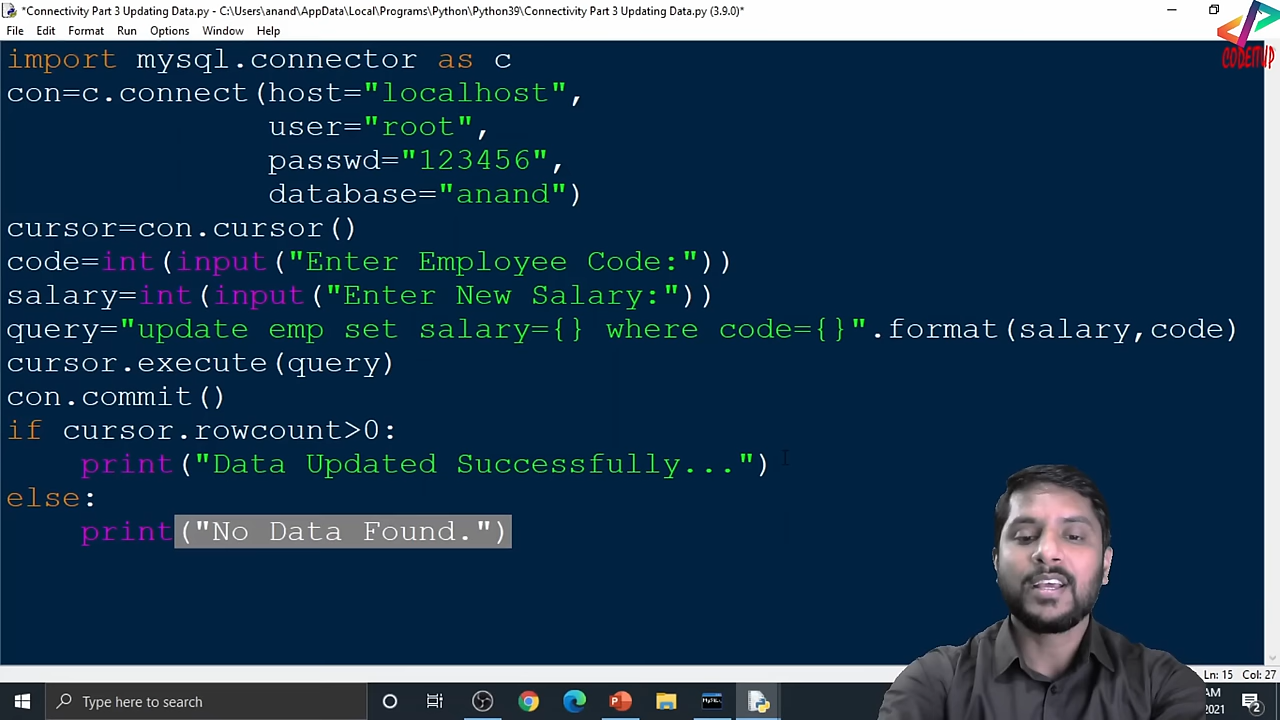 *Connectivity Part 3 Updating Data.py - C:\Users\anand\AppData\Local\Programs\Python\Python39\Connectivity Part 3 Updating Data.py (3.9.0)*
File Edit Format Run Options Window Help
CODEITUP
import mysql.connector as c
con=c.connect(host="localhost",
user="root",
passwd="123456",
database="anand")
cursor=con.cursor()
code=int(input("Enter Employee Code:"))
salary=int(input("Enter New Salary:"))
query="update emp set salary={} where code={}".format(salary,code)
cursor.execute(query)
con.commit()
if cursor.rowcount>0:
print("Data Updated Successfully...")
else:
print("No Data Found.")
Ln: 15 Col: 27
Type here to search
AM
2021
2